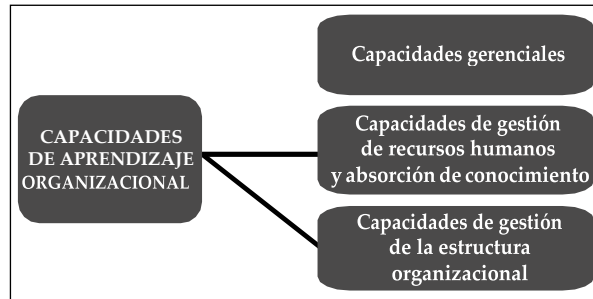 CAPACIDADES
DE APRENDIZAJE
ORGANIZACIONAL
Capacidades gerenciales
Capacidades de gestión
de recursos humanos
y absorción de conocimiento
Capacidades de gestión
de la estructura
organizacional